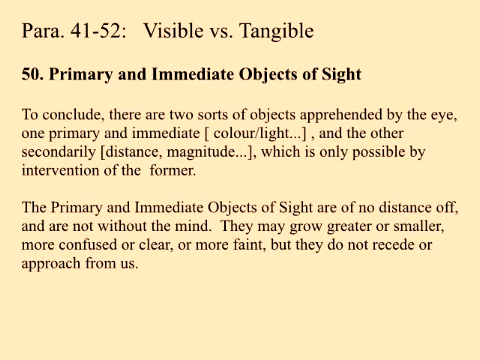 Para. 41-52:   Visible vs. Tangible
50. Primary and Immediate Objects of Sight
To conclude, there are two sorts of objects apprehended by the eye,
one primary and immediate [ colour/light...] , and the other
secondarily [distance, magnitude...], which is only possible by
intervention of the  former.
The Primary and Immediate Objects of Sight are of no distance off,
and are not without the mind.  They may grow greater or smaller,
more confused or clear, or more faint, but they do not recede or
approach from us.